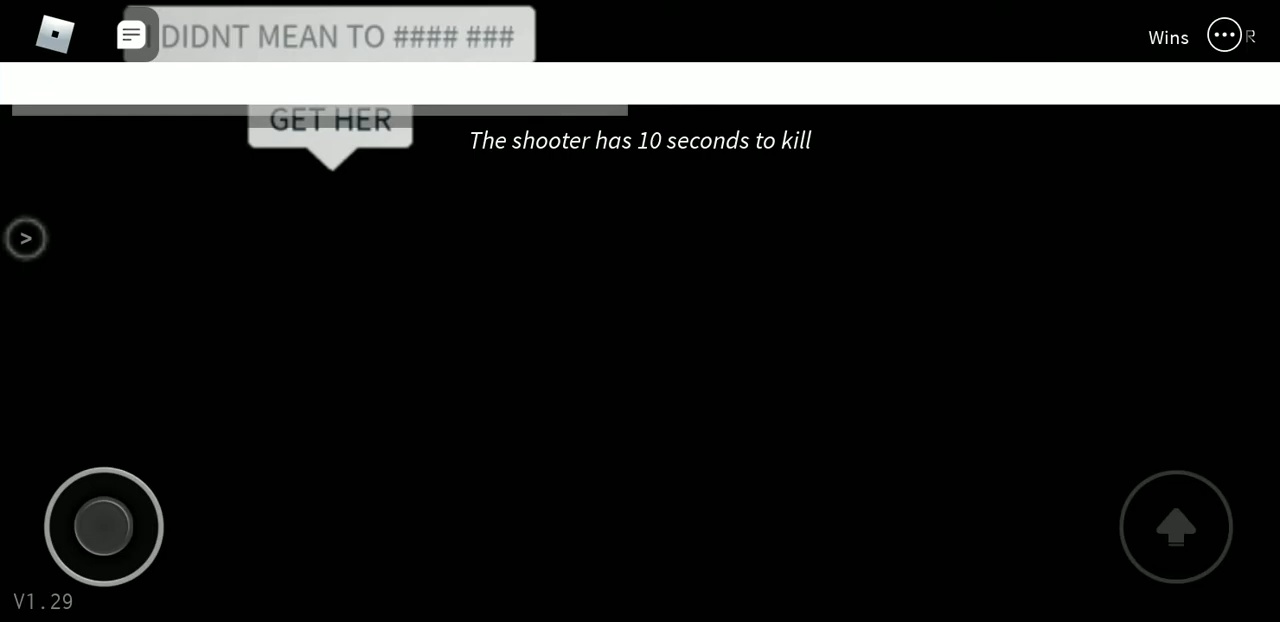 I DIDNT MEAN TO #### ###
Wins
R
GET HER
The shooter has 10 seconds to kill
>
V1.29